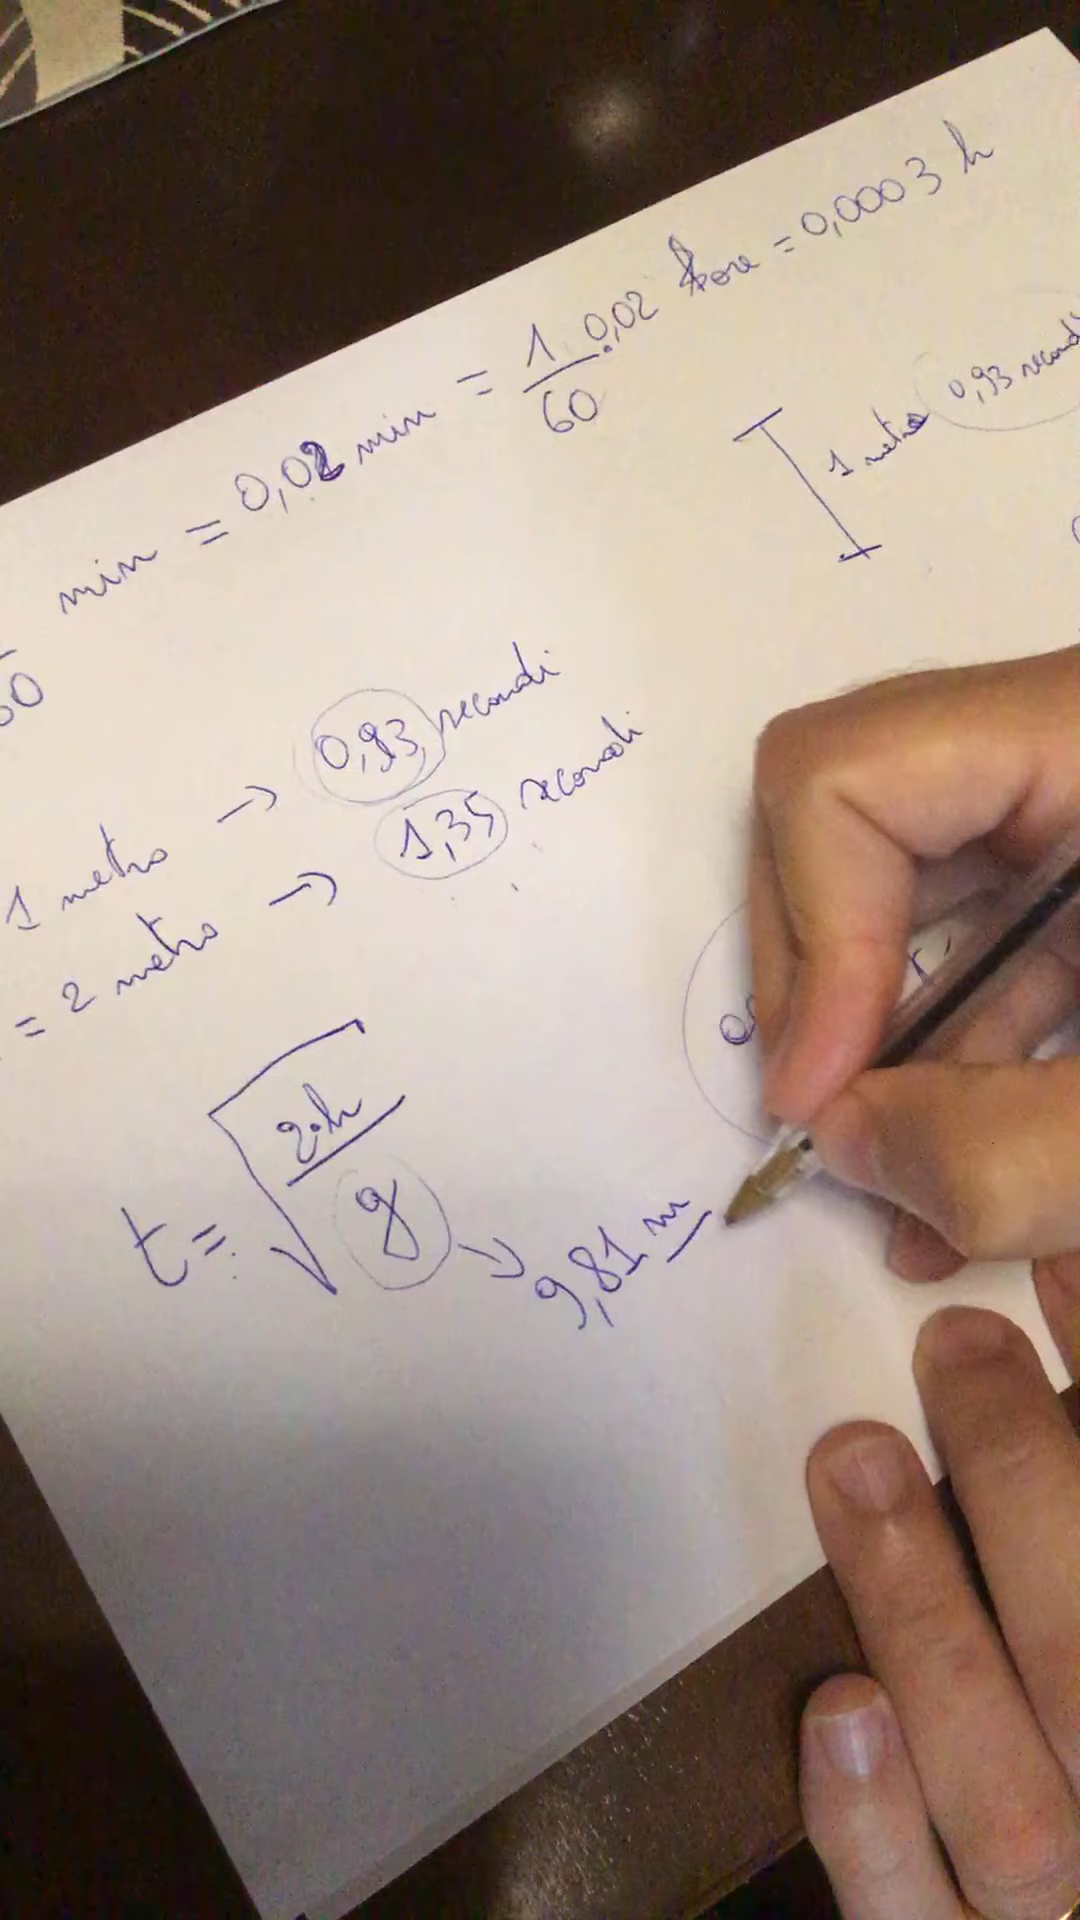 min = 0,02 min = 1/60 · 0,02 ore = 0,0003 h
60
1 metro 0,93 secondi
1 metro → 0,93 secondi
= 2 metro → 1,35 secondi
t = √(2·h/g) → 9,81 m